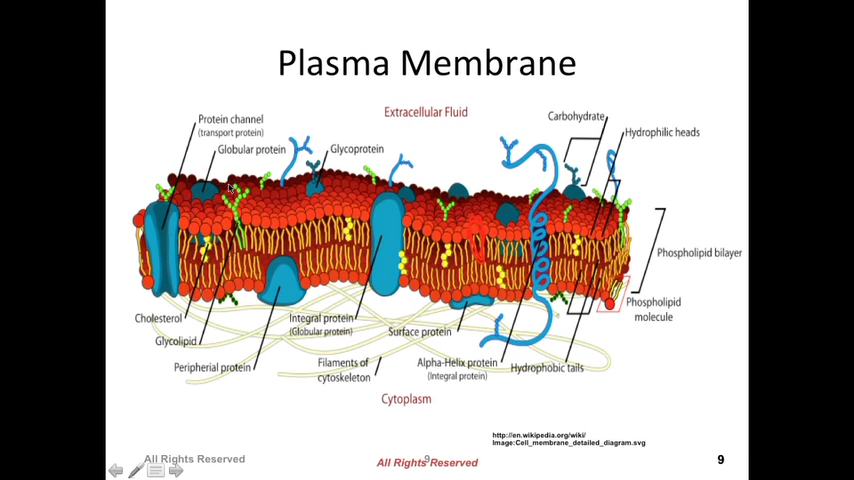 Plasma Membrane
Extracellular Fluid
Protein channel
(transport protein)
Globular protein
Glycoprotein
Carbohydrate
Hydrophilic heads
Phospholipid bilayer
Phospholipid
molecule
Cholesterol
Glycolipid
Peripherial protein
Integral protein
(Globular protein)
Filaments of
cytoskeleton
Surface protein
Alpha-Helix protein
(Integral protein)
Hydrophobic tails
Cytoplasm
http://en.wikipedia.org/wiki/
Image:Cell_membrane_detailed_diagram.svg
All Rights Reserved
9
All Rights Reserved
9